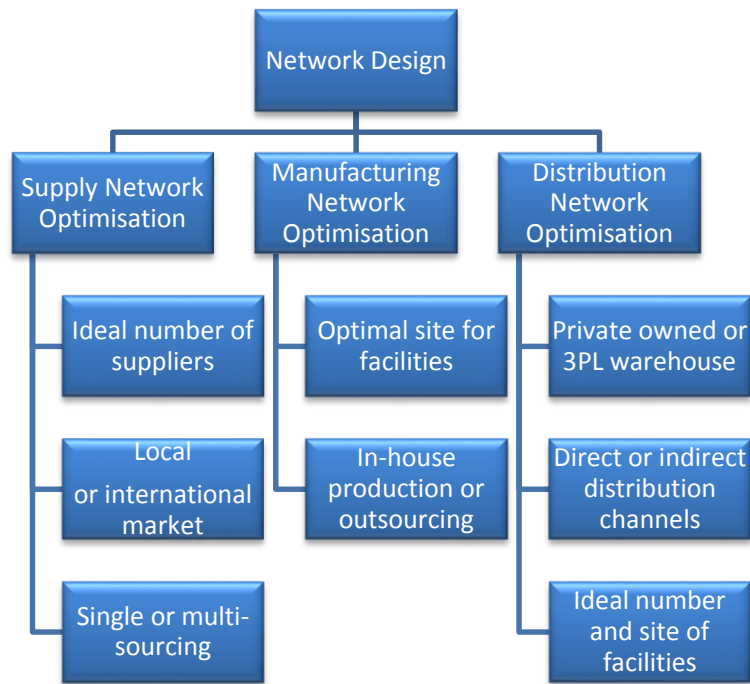 Network Design
Supply Network
Optimisation
Manufacturing
Network
Optimisation
Distribution
Network
Optimisation
Ideal number of
suppliers
Local
or international
market
Single or multi-
sourcing
Optimal site for
facilities
In-house
production or
outsourcing
Private owned or
3PL warehouse
Direct or indirect
distribution
channels
Ideal number
and site of
facilities